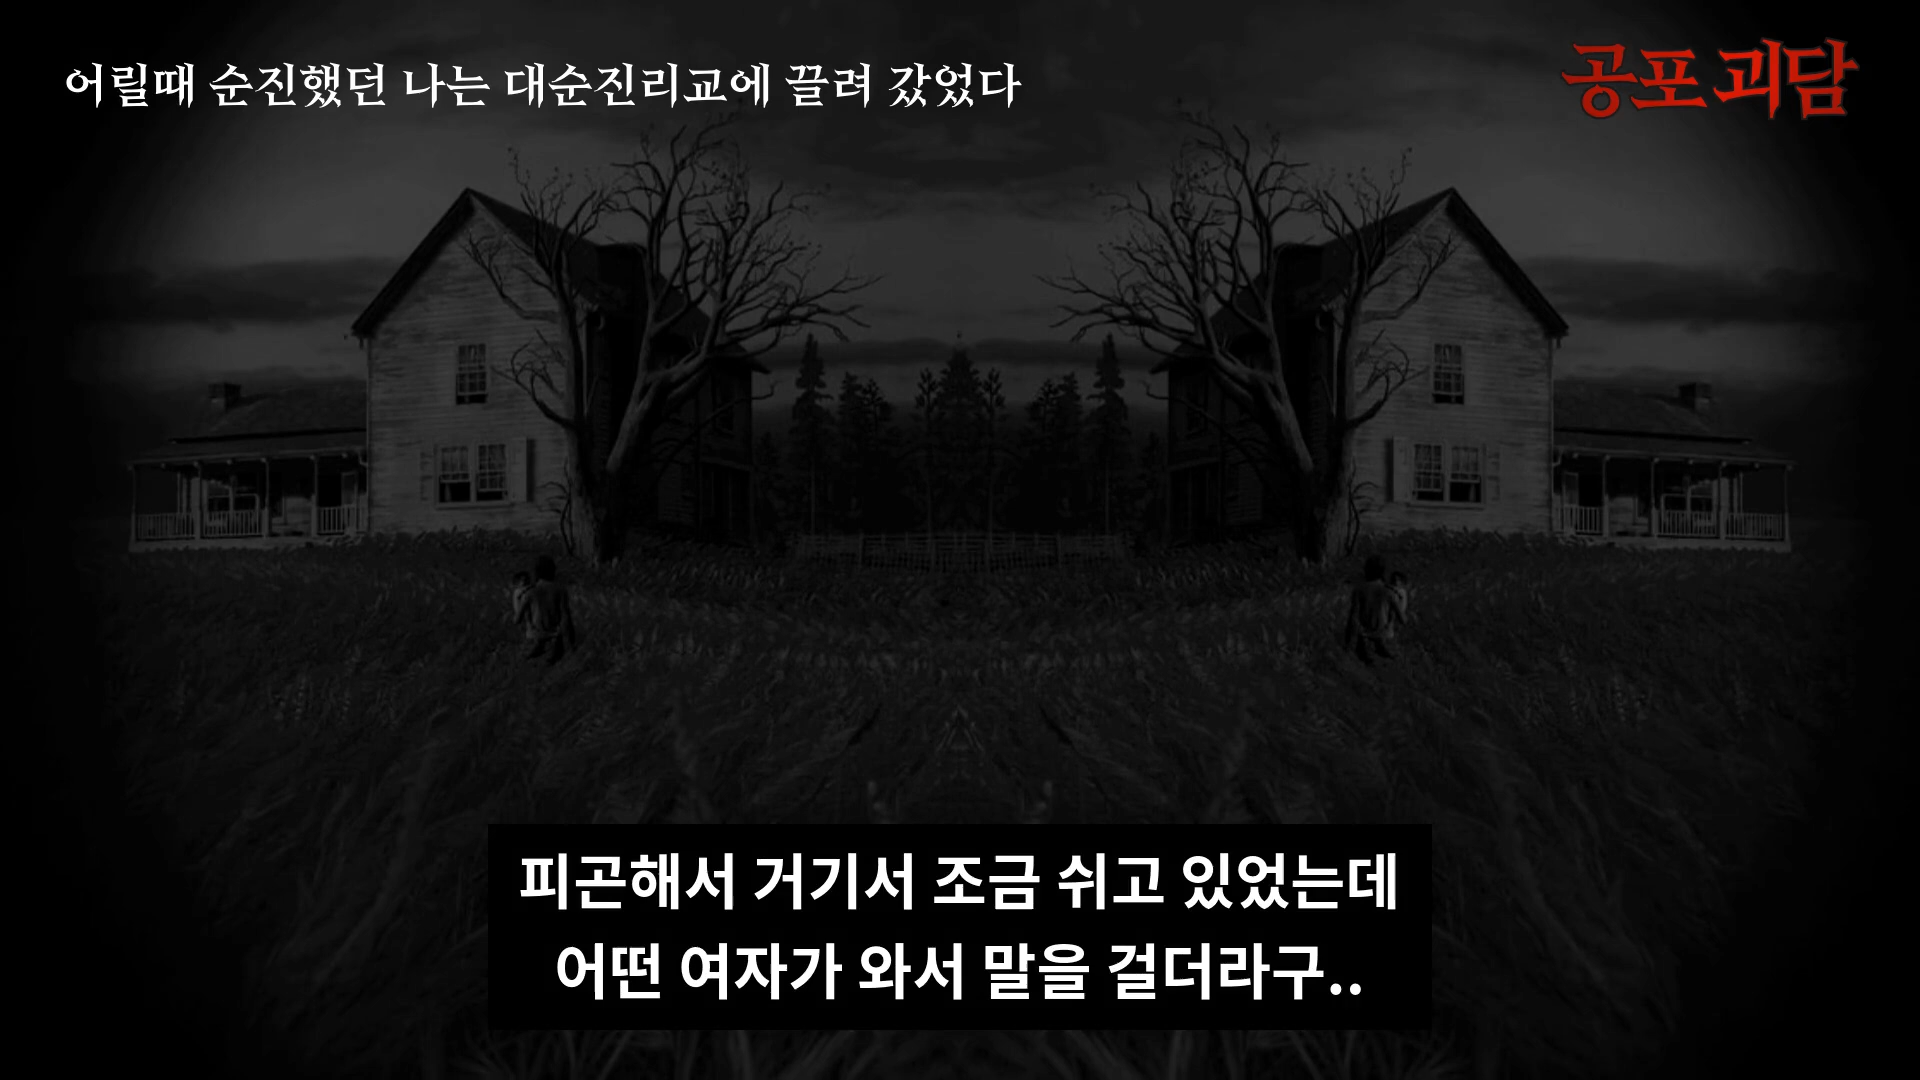 어릴때 순진했던 나는 대순진리교에 끌려 갔었다
공포괴담
피곤해서 거기서 조금 쉬고 있었는데
어떤 여자가 와서 말을 걸더라구..